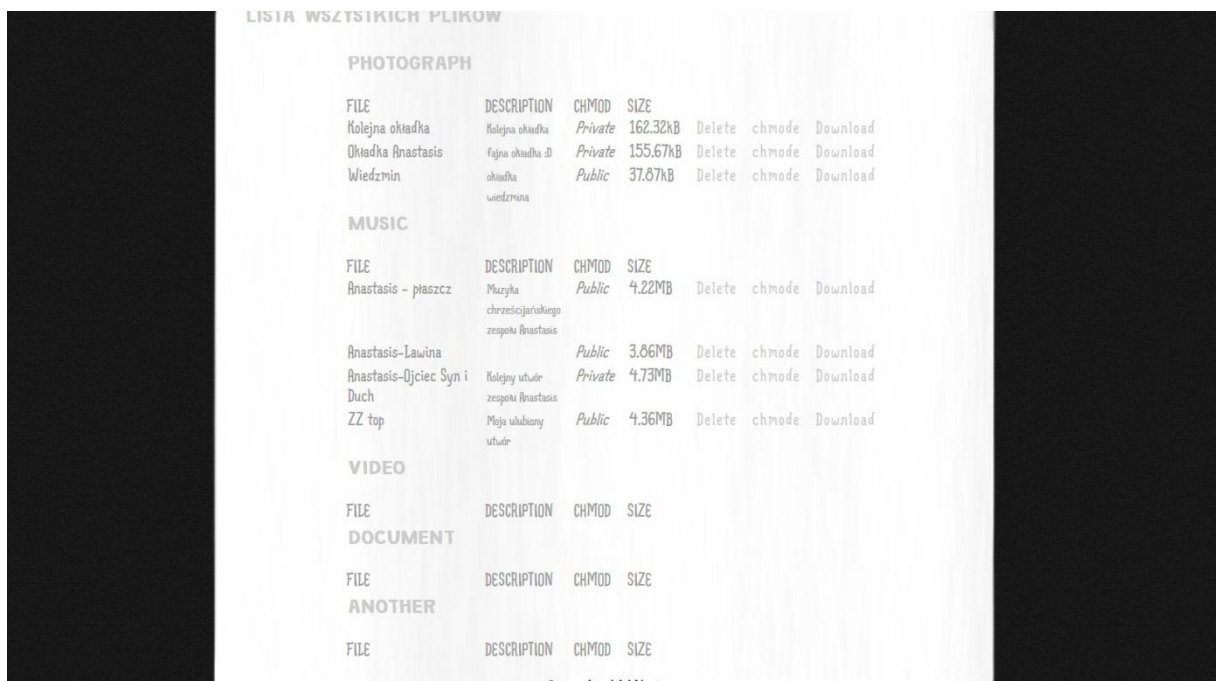 LISTA WSZYSTKICH PLIKÓW
PHOTOGRAPH
FILE DESCRIPTION CHMOD SIZE
Kolejna okładka Kolejna okładka Private 162.32kB Delete chmode Download
Okładka Anastasis fajna okładka :D Private 155.67kB Delete chmode Download
Wiedzmin okładka Public 37.87kB Delete chmode Download
wiedzmina
MUSIC
FILE DESCRIPTION CHMOD SIZE
Anastasis - płaszcz Muzyka Public 4.22MB Delete chmode Download
chrześcijańskiego
zespołu Anastasis
Anastasis-Lawina Public 3.86MB Delete chmode Download
Anastasis-Ojciec Syn i Kolejny utwór Private 4.73MB Delete chmode Download
Duch zespołu Anastasis
ZZ top Moja ulubiony Public 4.36MB Delete chmode Download
utwór
VIDEO
FILE DESCRIPTION CHMOD SIZE
DOCUMENT
FILE DESCRIPTION CHMOD SIZE
ANOTHER
FILE DESCRIPTION CHMOD SIZE